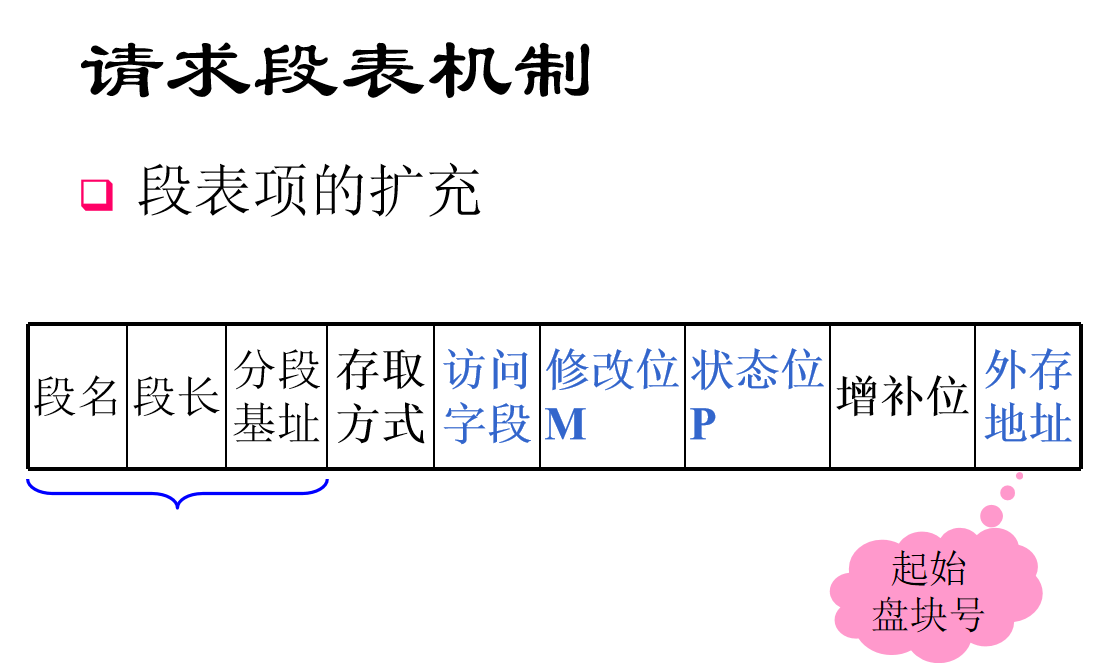 请求段表机制
段表项的扩充
段名 段长 分段基址 存取方式 访问字段 修改位M 状态位P 增补位 外存地址
起始
盘块号